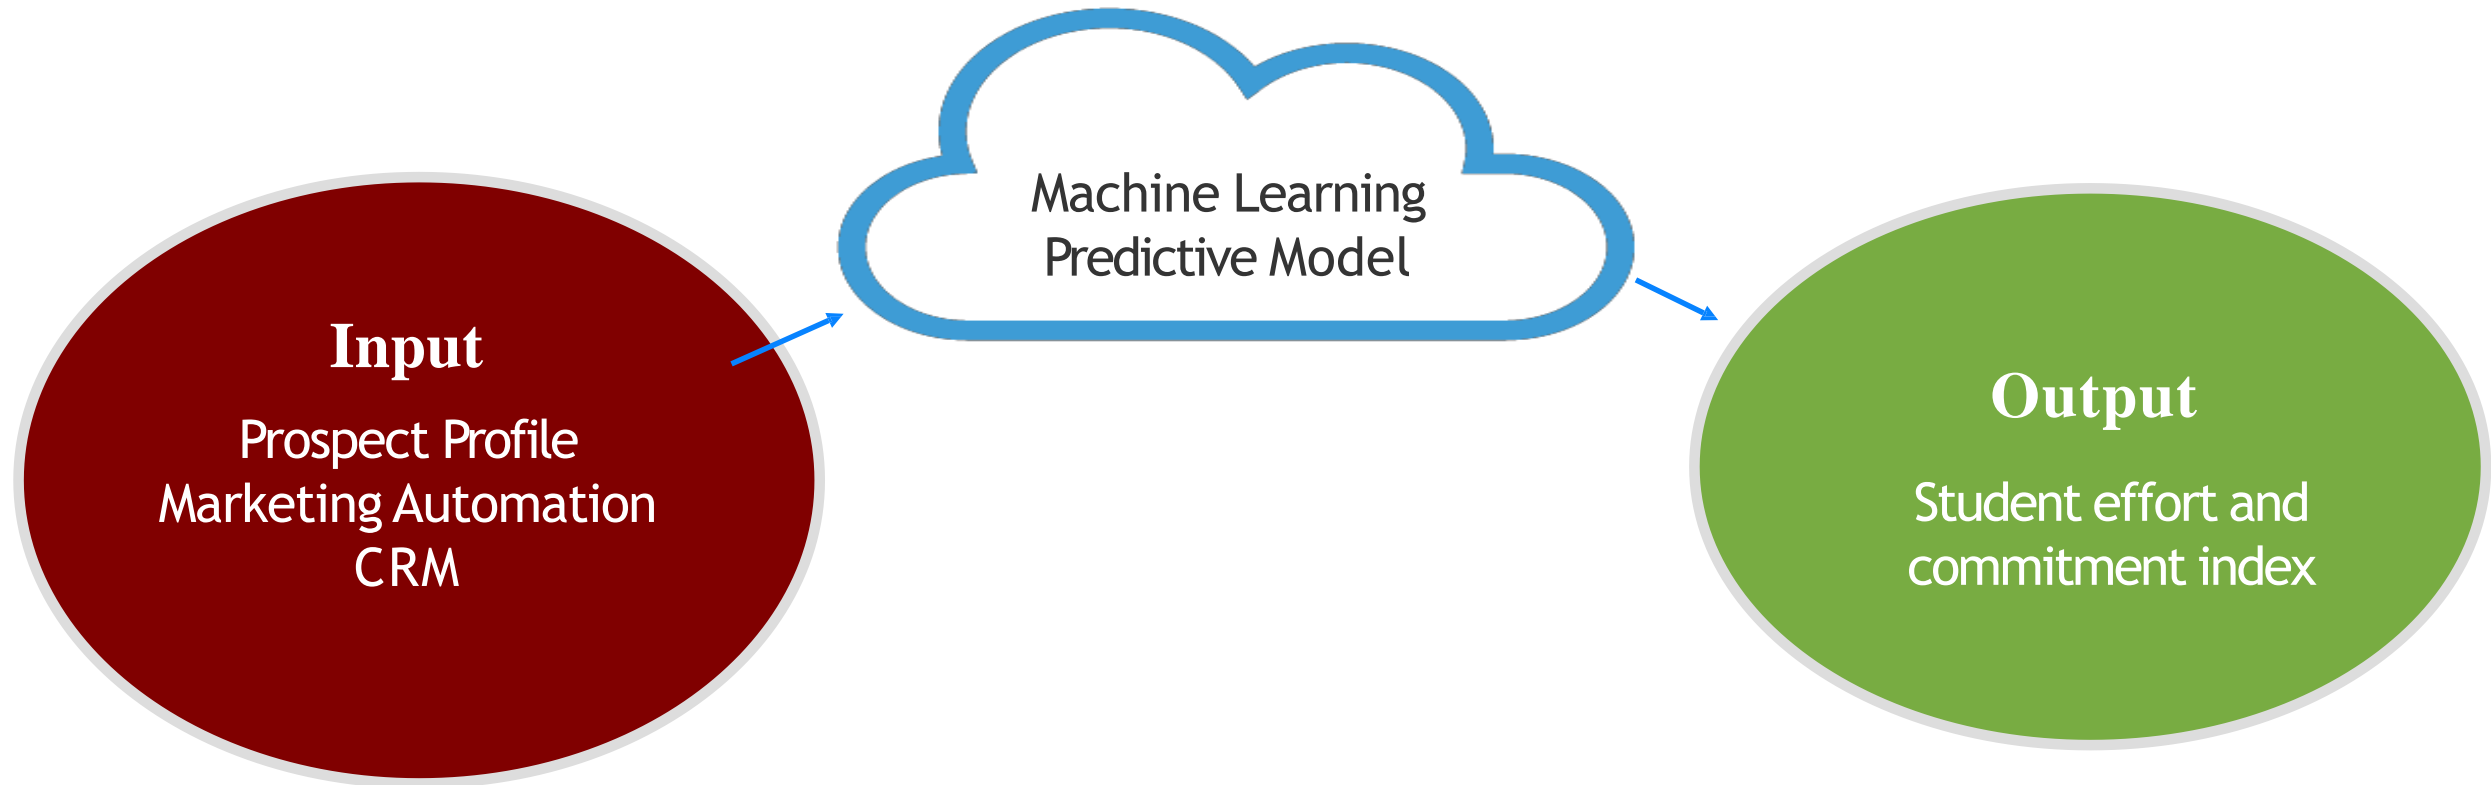 Input
Prospect Profile
Marketing Automation
CRM
Machine Learning
Predictive Model
Output
Student effort and
commitment index